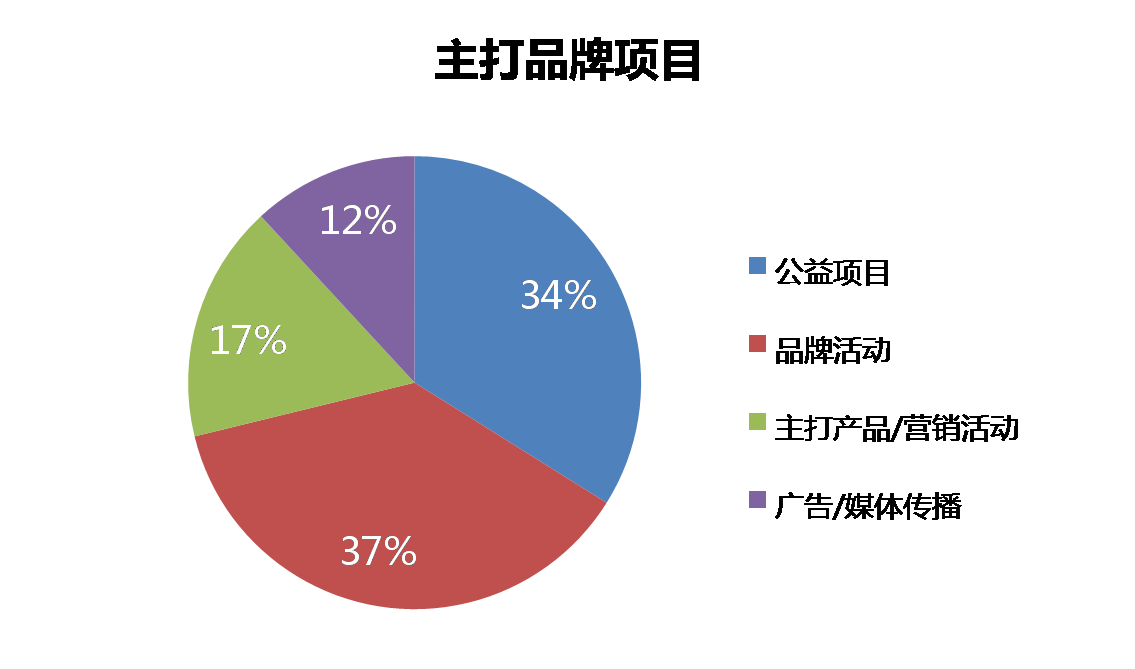 主打品牌项目
12%
34%
17%
37%
公益项目
品牌活动
主打产品/营销活动
广告/媒体传播